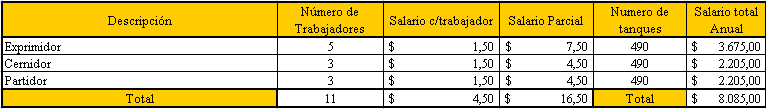 Descripción Número de Trabajadores Salario c/trabajador Salario Parcial Numero de tanques Salario total Anual
Exprimidor 5 $ 1,50 $ 7,50 490 $ 3.675,00
Cernidor 3 $ 1,50 $ 4,50 490 $ 2.205,00
Partidor 3 $ 1,50 $ 4,50 490 $ 2.205,00
Total 11 $ 4,50 $ 16,50 Total $ 8.085,00